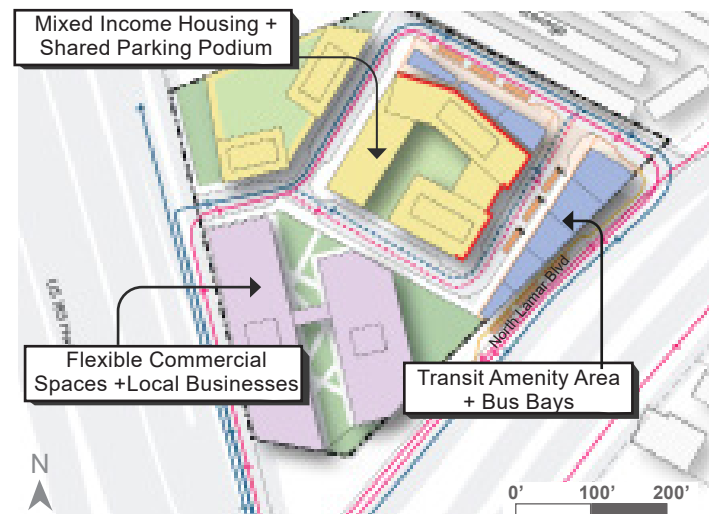 Mixed Income Housing +
Shared Parking Podium
North Lamar Blvd
Flexible Commercial
Spaces +Local Businesses
Transit Amenity Area
+ Bus Bays
N
0' 100' 200'